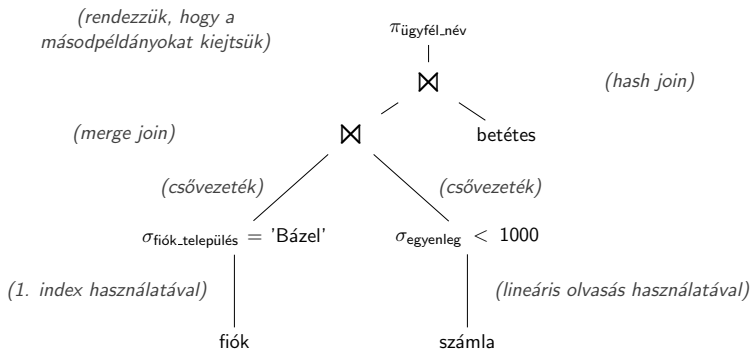 (rendezzük, hogy a
másodpéldányokat kiejtsük)
πügyfél_név
⋈
(hash join)
(merge join)
⋈
betétes
(csővezeték)
(csővezeték)
σfiók_település = 'Bázel'
σegyenleg < 1000
(1. index használatával)
(lineáris olvasás használatával)
fiók
számla